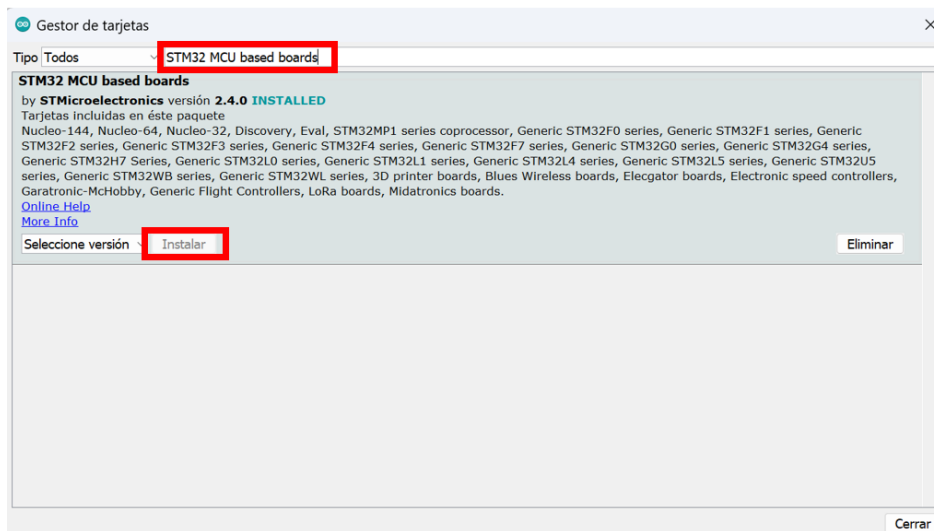 Gestor de tarjetas
Tipo Todos STM32 MCU based boards
STM32 MCU based boards
by STMicroelectronics versión 2.4.0 INSTALLED
Tarjetas incluidas en éste paquete
Nucleo-144, Nucleo-64, Nucleo-32, Discovery, Eval, STM32MP1 series coprocessor, Generic STM32F0 series, Generic STM32F1 series, Generic
STM32F2 series, Generic STM32F3 series, Generic STM32F4 series, Generic STM32F7 series, Generic STM32G0 series, Generic STM32G4 series,
Generic STM32H7 Series, Generic STM32L0 series, Generic STM32L1 series, Generic STM32L4 series, Generic STM32L5 series, Generic STM32U5
series, Generic STM32WB series, Generic STM32WL series, 3D printer boards, Blues Wireless boards, Elecgator boards, Electronic speed controllers,
Garatronic-McHobby, Generic Flight Controllers, LoRa boards, Midatronics boards.
Online Help
More Info
Seleccione versión Instalar Eliminar
Cerrar